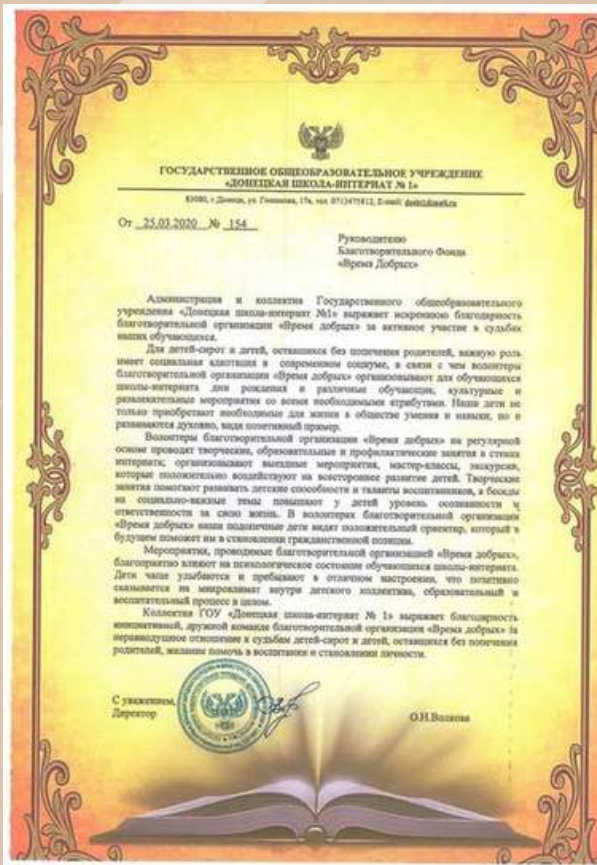 ГОСУДАРСТВЕННОЕ ОБЩЕОБРАЗОВАТЕЛЬНОЕ УЧРЕЖДЕНИЕ
«ДОНЕЦКАЯ ШКОЛА-ИНТЕРНАТ № 1»
г. Донецк, ул. 17а, тел. 0713475812, E-mail:
От 25.03.2020 № 154
Руководителю
Благотворительного Фонда
«Время Добрых»
Администрация и коллектив Государственного общеобразовательного
учреждения «Донецкая школа-интернат №1» выражает искреннюю благодарность
благотворительной организации «Время добрых» за активное участие в судьбах
наших обучающихся.
Для детей-сирот и детей, оставшихся без попечения родителей, важную роль
имеет социальная адаптация в современном социуме, в связи с чем волонтеры
благотворительной организации «Время добрых» организовывают для обучающихся
школы-интерната дни рождения и различные обучающие, культурные и
развлекательные мероприятия со всеми необходимыми атрибутами. Наши дети не
только приобретают необходимые для жизни в обществе умения и навыки, но и
развиваются духовно, видя позитивный пример.
Волонтеры благотворительной организации «Время добрых» на регулярной
основе проводят творческие, образовательные и профилактические занятия в стенах
интерната; организовывают выездные мероприятия, мастер-классы, экскурсии,
которые положительно воздействуют на всестороннее развитие детей. Творческие
занятия помогают развивать детские способности и таланты воспитанников, а беседы
на социально-важные темы повышают у детей уровень осознанности и
ответственности за свою жизнь. В волонтерах благотворительной организации
«Время добрых» наши подопечные дети видят положительный ориентир, который в
будущем поможет им в становлении гражданственной позиции.
Мероприятия, проводимые благотворительной организацией «Время добрых»,
благоприятно влияют на психологическое состояние обучающихся школы-интерната.
Дети чаще улыбаются и пребывают в отличном настроении, что позитивно
сказывается на микроклимат внутри детского коллектива, образовательный и
воспитательный процесс в целом.
Коллектив ГОУ «Донецкая школа-интернат № 1» выражает благодарность
инициативной, дружной команде благотворительной организации «Время добрых» за
неравнодушное отношение к судьбам детей-сирот и детей, оставшихся без попечения
родителей, желание помочь в воспитании и становлении личности.
С уважением,
Директор
О.Н.Волкова